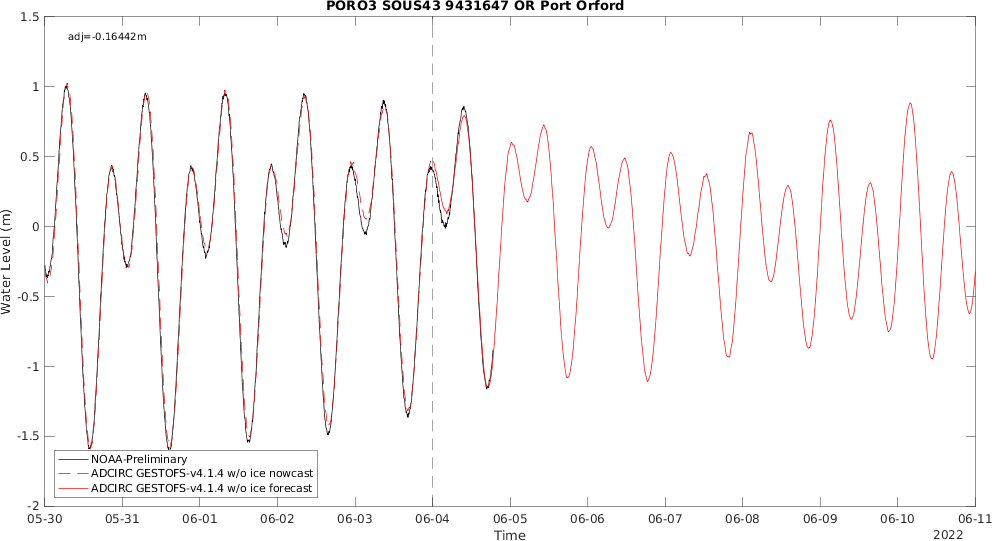 PORO3 SOUS43 9431647 OR Port Orford
adj=-0.16442m
Water Level (m)
1.5
1
0.5
0
-0.5
-1
-1.5
-2
NOAA-Preliminary
ADCIRC GESTOFS-v4.1.4 w/o ice nowcast
ADCIRC GESTOFS-v4.1.4 w/o ice forecast
05-30 05-31 06-01 06-02 06-03 06-04 06-05 06-06 06-07 06-08 06-09 06-10 06-11
Time
2022